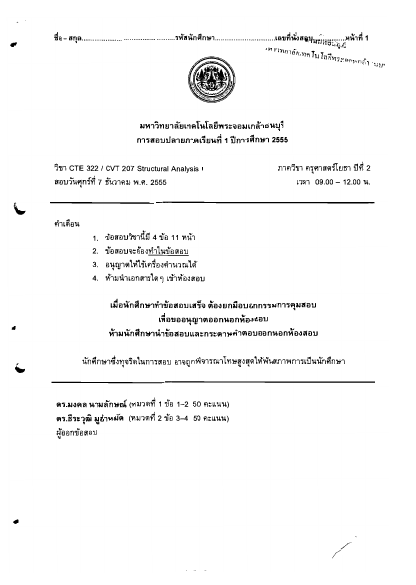 ชื่อ - สกุล........................................รหัสนักศึกษา........................................เลขที่นั่งสอบ....................หน้าที่ 1
มหาวิทยาลัยเทคโนโลยีพระจอมเกล้าธนบุรี
การสอบปลายภาคเรียนที่ 1 ปีการศึกษา 2555
วิชา CTE 322 / CVT 207 Structural Analysis I ภาควิชา ครุศาสตร์โยธา ปีที่ 2
สอบวันศุกร์ที่ 7 ธันวาคม พ.ศ. 2555 เวลา 09.00 – 12.00 น.
คำเตือน
1. ข้อสอบวิชานี้มี 4 ข้อ 11 หน้า
2. ข้อสอบจะต้องทำในข้อสอบ
3. อนุญาตให้ใช้เครื่องคำนวณได้
4. ห้ามนำเอกสารใด ๆ เข้าห้องสอบ
เมื่อนักศึกษาทำข้อสอบเสร็จ ต้องยกมือบอกกรรมการคุมสอบ
เพื่อขออนุญาตออกนอกห้องสอบ
ห้ามนักศึกษานำข้อสอบและกระดาษคำตอบออกนอกห้องสอบ
นักศึกษาซึ่งทุจริตในการสอบ อาจถูกพิจารณาโทษสูงสุดให้พ้นสภาพการเป็นนักศึกษา
ดร.มงคล นามลักษณ์ (หมวดที่ 1 ข้อ 1-2 50 คะแนน)
ดร.ธีระวุฒิ มูฮำหมัด (หมวดที่ 2 ข้อ 3-4 50 คะแนน)
ผู้ออกข้อสอบ